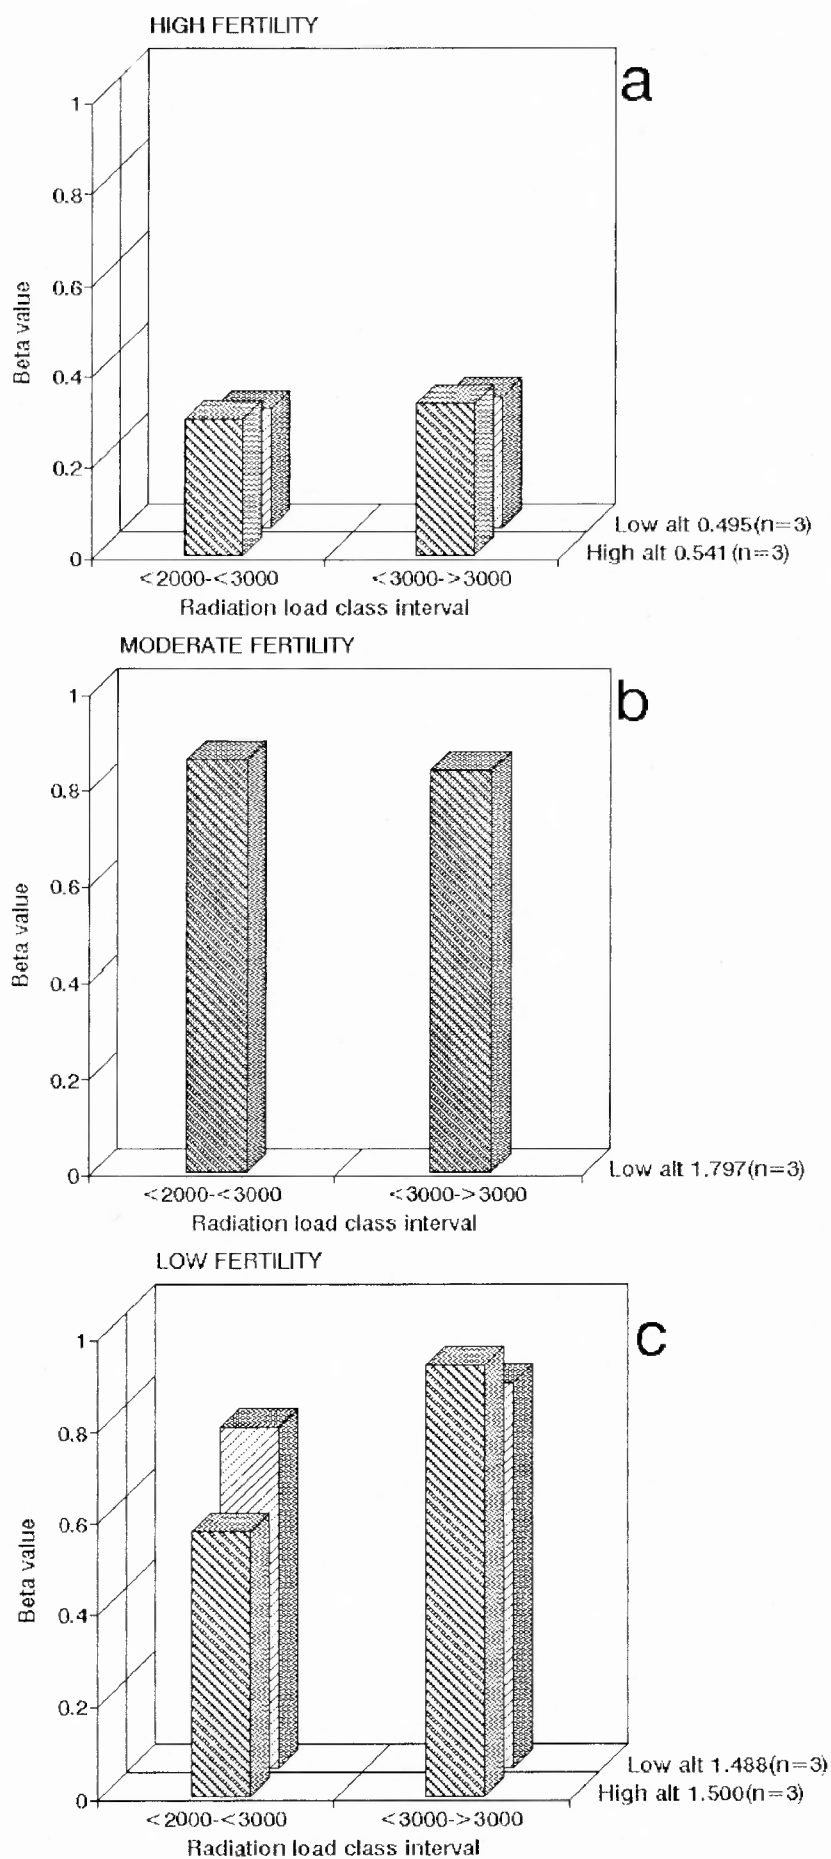 HIGH FERTILITY
a
1
0.8
0.6
0.4
0.2
0
Beta value
Low alt 0.495(n=3)
High alt 0.541(n=3)
<2000-<3000 <3000->3000
Radiation load class interval
MODERATE FERTILITY
b
1
0.8
0.6
0.4
0.2
0
Beta value
Low alt 1.797(n=3)
<2000-<3000 <3000->3000
Radiation load class interval
LOW FERTILITY
c
1
0.8
0.6
0.4
0.2
0
Beta value
Low alt 1.488(n=3)
High alt 1.500(n=3)
<2000-<3000 <3000->3000
Radiation load class interval